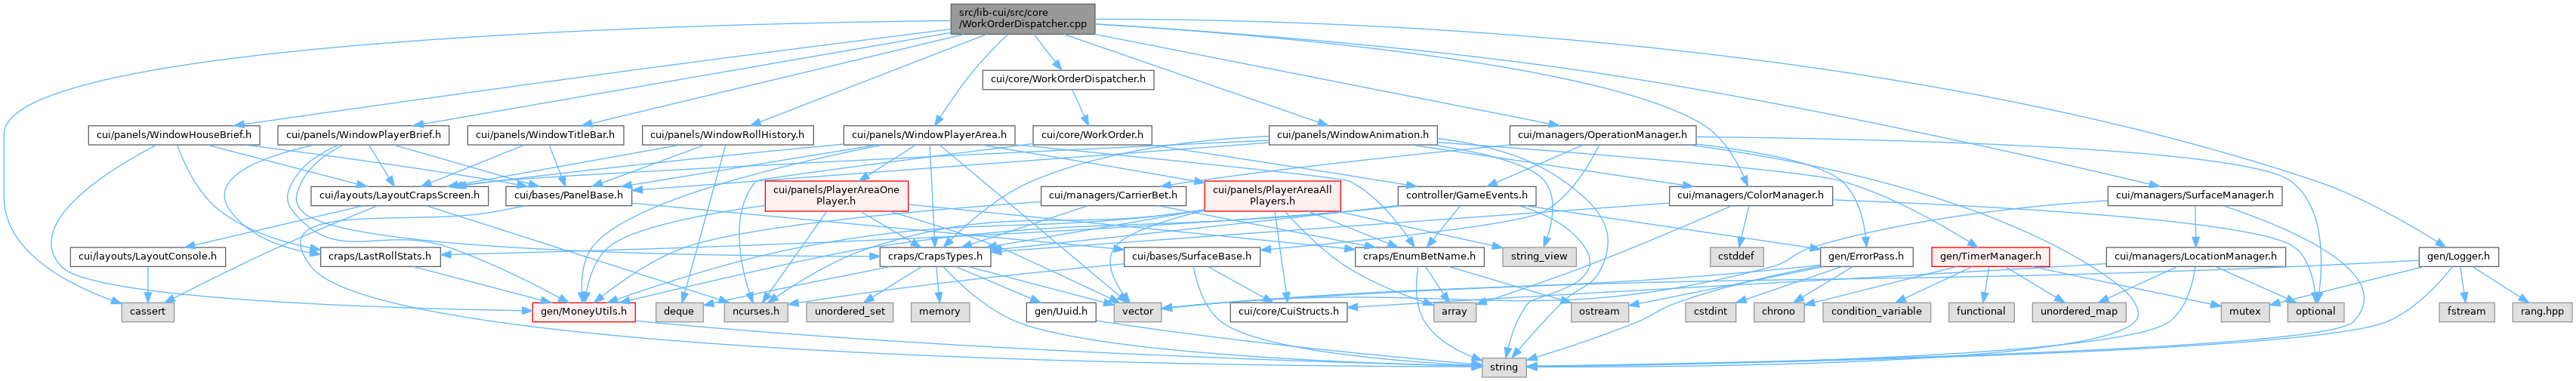 src/lib-cui/src/core
/WorkOrderDispatcher.cpp
cui/core/WorkOrderDispatcher.h
cui/panels/WindowHouseBrief.h
cui/panels/WindowPlayerBrief.h
cui/panels/WindowTitleBar.h
cui/panels/WindowRollHistory.h
cui/panels/WindowPlayerArea.h
cui/core/WorkOrder.h
cui/panels/WindowAnimation.h
cui/managers/OperationManager.h
cui/layouts/LayoutCrapsScreen.h
cui/bases/PanelBase.h
cui/panels/PlayerAreaOne
Player.h
cui/managers/CarrierBet.h
cui/panels/PlayerAreaAll
Players.h
controller/GameEvents.h
cui/managers/ColorManager.h
cui/managers/SurfaceManager.h
cui/layouts/LayoutConsole.h
craps/LastRollStats.h
craps/CrapsTypes.h
cui/bases/SurfaceBase.h
craps/EnumBetName.h
string_view
cstddef
gen/ErrorPass.h
gen/TimerManager.h
cui/managers/LocationManager.h
gen/Logger.h
cassert
gen/MoneyUtils.h
deque
ncurses.h
unordered_set
memory
gen/Uuid.h
vector
cui/core/CuiStructs.h
array
ostream
cstdint
chrono
condition_variable
functional
unordered_map
mutex
optional
fstream
rang.hpp
string